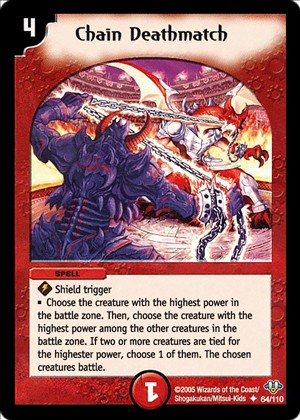 4
Chain Deathmatch
SPELL
Shield trigger
▪ Choose the creature with the highest power in
the battle zone. Then, choose the creature with the
highest power among the other creatures in the
battle zone. If two or more creatures are tied for
the highester power, choose 1 of them. The chosen
creatures battle.
1
©2005 Wizards of the Coast/
Shogakukan/Mitsui-Kids ✦ 64/110